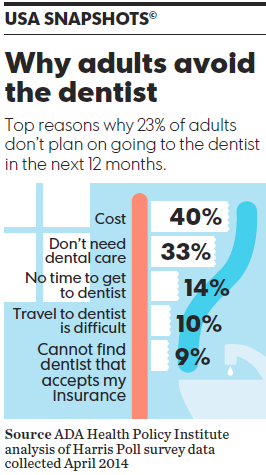 USA SNAPSHOTS©
Why adults avoid
the dentist
Top reasons why 23% of adults
don't plan on going to the dentist
in the next 12 months.
Cost 40%
Don't need
dental care 33%
No time to get
to dentist 14%
Travel to dentist
is difficult 10%
Cannot find
dentist that
accepts my
Insurance 9%
Source ADA Health Policy Institute
analysis of Harris Poll survey data
collected April 2014